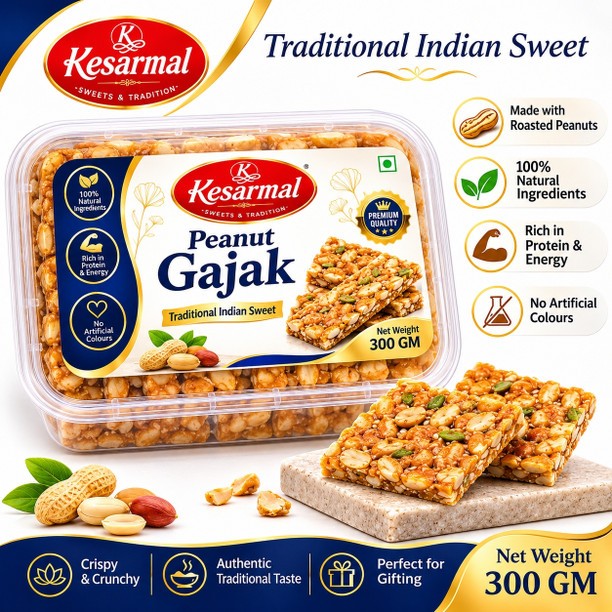 K
Kesarmal
SWEETS & TRADITION
Traditional Indian Sweet
Made with
Roasted Peanuts
100%
Natural
Ingredients
Rich in
Protein &
Energy
No Artificial
Colours
K
Kesarmal
SWEETS & TRADITION
®
Peanut
Gajak
Traditional Indian Sweet
100%
Natural
Ingredients
Rich in
Protein
& Energy
No
Artificial
Colours
PREMIUM
QUALITY
Net Weight
300 GM
Crispy
& Crunchy
Authentic
Traditional Taste
Perfect for
Gifting
Net Weight
300 GM